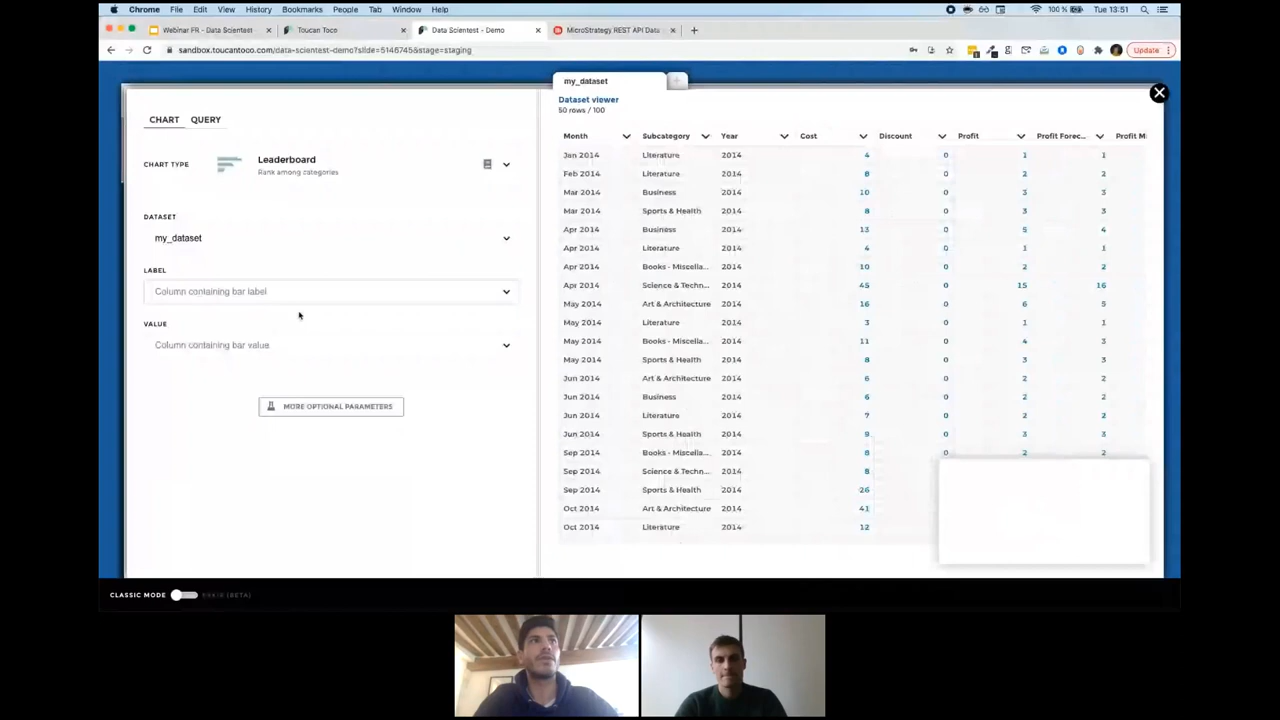 Chrome File Edit View History Bookmarks People Tab Window Help 100 % Tue 13:51
Webinar FR - Data Scientest Toucan Toco Data Scientest - Demo MicroStrategy REST API Data
sandbox.toucantoco.com/data-scientest-demo?slide=5146745&stage=staging Update
my_dataset
Dataset viewer
50 rows / 100
CHART QUERY
CHART TYPE
Leaderboard
Rank among categories
DATASET
my_dataset
LABEL
Column containing bar label
VALUE
Column containing bar value
MORE OPTIONAL PARAMETERS
Month Subcategory Year Cost Discount Profit Profit Forec... Profit M
Jan 2014 Literature 2014 4 0 1 1
Feb 2014 Literature 2014 8 0 2 2
Mar 2014 Business 2014 10 0 3 3
Mar 2014 Sports & Health 2014 8 0 3 3
Apr 2014 Business 2014 13 0 5 4
Apr 2014 Literature 2014 4 0 1 1
Apr 2014 Books - Miscella... 2014 10 0 2 2
Apr 2014 Science & Techn... 2014 45 0 15 16
May 2014 Art & Architecture 2014 16 0 6 5
May 2014 Literature 2014 3 0 1 1
May 2014 Books - Miscella... 2014 11 0 4 3
May 2014 Sports & Health 2014 8 0 3 3
Jun 2014 Art & Architecture 2014 6 0 2 2
Jun 2014 Business 2014 6 0 2 2
Jun 2014 Literature 2014 7 0 2 2
Jun 2014 Sports & Health 2014 9 0 3 3
Sep 2014 Books - Miscella... 2014 8 0 2 2
Sep 2014 Science & Techn... 2014 8
Sep 2014 Sports & Health 2014 26
Oct 2014 Art & Architecture 2014 41
Oct 2014 Literature 2014 12
CLASSIC MODE (BETA)